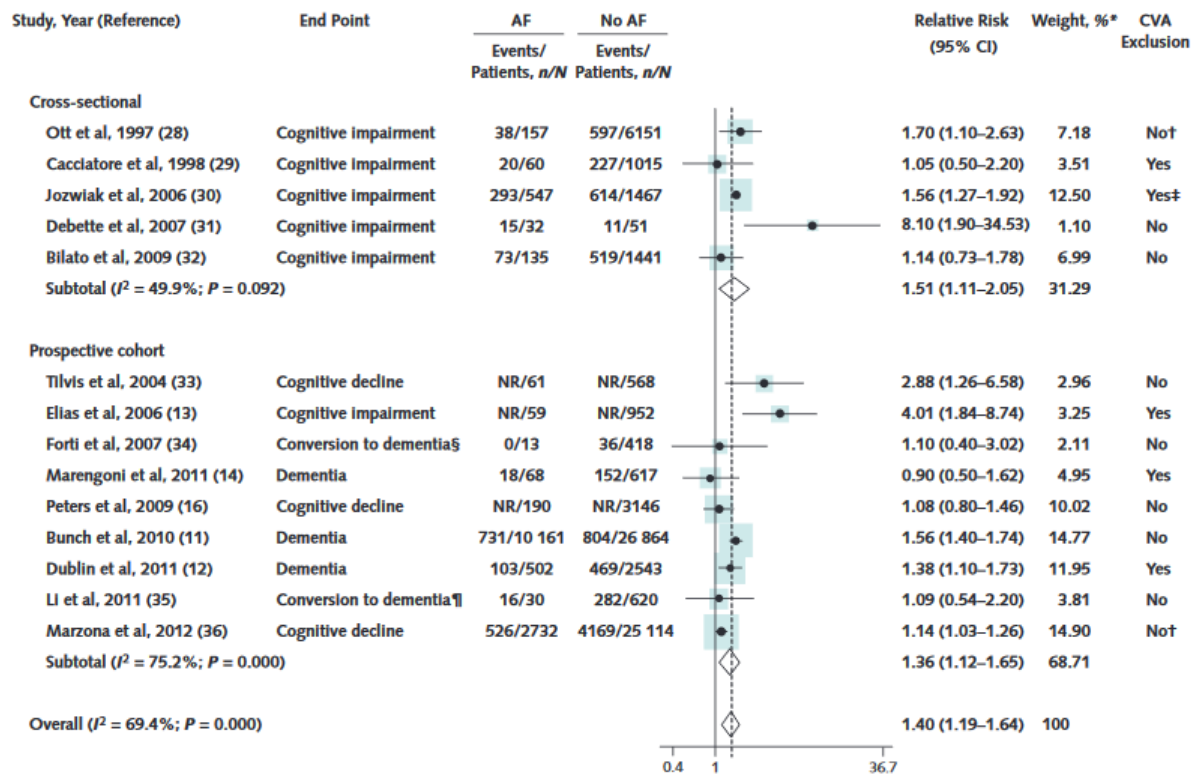 Study, Year (Reference) End Point AF No AF Relative Risk Weight, %* CVA
(95% CI) Exclusion
Events/ Events/
Patients, n/N Patients, n/N
Cross-sectional
Ott et al, 1997 (28) Cognitive impairment 38/157 597/6151 1.70 (1.10–2.63) 7.18 No†
Cacciatore et al, 1998 (29) Cognitive impairment 20/60 227/1015 1.05 (0.50–2.20) 3.51 Yes
Jozwiak et al, 2006 (30) Cognitive impairment 293/547 614/1467 1.56 (1.27–1.92) 12.50 Yes‡
Debette et al, 2007 (31) Cognitive impairment 15/32 11/51 8.10 (1.90–34.53) 1.10 No
Bilato et al, 2009 (32) Cognitive impairment 73/135 519/1441 1.14 (0.73–1.78) 6.99 No
Subtotal (I² = 49.9%; P = 0.092) 1.51 (1.11–2.05) 31.29
Prospective cohort
Tilvis et al, 2004 (33) Cognitive decline NR/61 NR/568 2.88 (1.26–6.58) 2.96 No
Elias et al, 2006 (13) Cognitive impairment NR/59 NR/952 4.01 (1.84–8.74) 3.25 Yes
Forti et al, 2007 (34) Conversion to dementia§ 0/13 36/418 1.10 (0.40–3.02) 2.11 No
Marengoni et al, 2011 (14) Dementia 18/68 152/617 0.90 (0.50–1.62) 4.95 Yes
Peters et al, 2009 (16) Cognitive decline NR/190 NR/3146 1.08 (0.80–1.46) 10.02 No
Bunch et al, 2010 (11) Dementia 731/10 161 804/26 864 1.56 (1.40–1.74) 14.77 No
Dublin et al, 2011 (12) Dementia 103/502 469/2543 1.38 (1.10–1.73) 11.95 Yes
Li et al, 2011 (35) Conversion to dementia¶ 16/30 282/620 1.09 (0.54–2.20) 3.81 No
Marzona et al, 2012 (36) Cognitive decline 526/2732 4169/25 114 1.14 (1.03–1.26) 14.90 No†
Subtotal (I² = 75.2%; P = 0.000) 1.36 (1.12–1.65) 68.71
Overall (I² = 69.4%; P = 0.000) 1.40 (1.19–1.64) 100
0.4 1 36.7